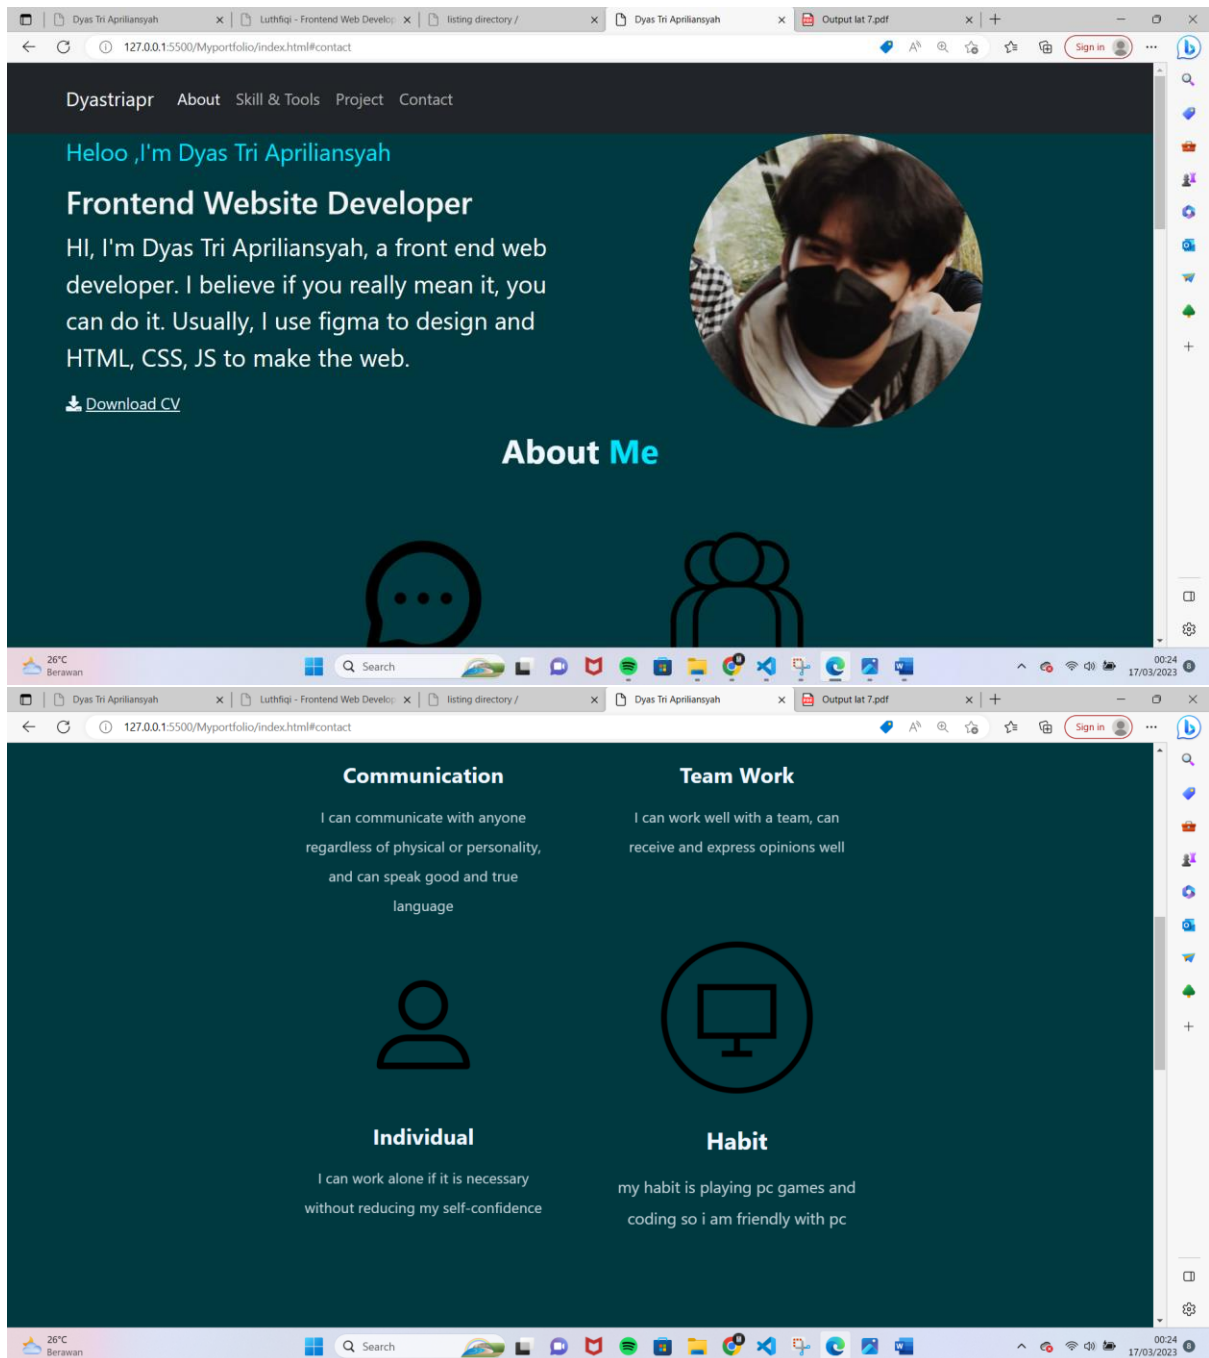 Dyas Tri Apriliansyah
Luthfiqi - Frontend Web Develop
listing directory /
Dyas Tri Apriliansyah
Output lat 7.pdf
127.0.0.1:5500/Myportfolio/index.html#contact
Sign in
Dyastriapr About Skill & Tools Project Contact
Heloo ,I'm Dyas Tri Apriliansyah
Frontend Website Developer
HI, I'm Dyas Tri Apriliansyah, a front end web
developer. I believe if you really mean it, you
can do it. Usually, I use figma to design and
HTML, CSS, JS to make the web.
Download CV
About Me
26°C
Berawan
Search
00:24
17/03/2023
Dyas Tri Apriliansyah
Luthfiqi - Frontend Web Develop
listing directory /
Dyas Tri Apriliansyah
Output lat 7.pdf
127.0.0.1:5500/Myportfolio/index.html#contact
Sign in
Communication
I can communicate with anyone
regardless of physical or personality,
and can speak good and true
language
Team Work
I can work well with a team, can
receive and express opinions well
Individual
I can work alone if it is necessary
without reducing my self-confidence
Habit
my habit is playing pc games and
coding so i am friendly with pc
26°C
Berawan
Search
00:24
17/03/2023